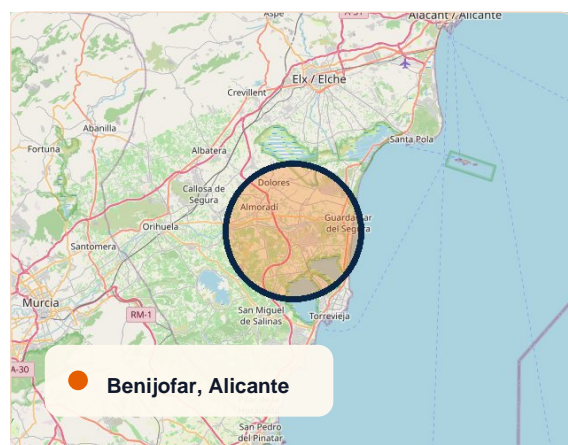 Aspe
A-31
Alacant / Alicante
Elx / Elche
Crevillent
Abanilla
Santa Pola
Fortuna
Albatera
Dolores
Callosa de
Segura
Almoradí
Guardamar
del Segura
Orihuela
Santomera
Murcia
RM-1
San Miguel
de Salinas
Torrevieja
A-30
Benijofar, Alicante
San Pedro
del Pinatar